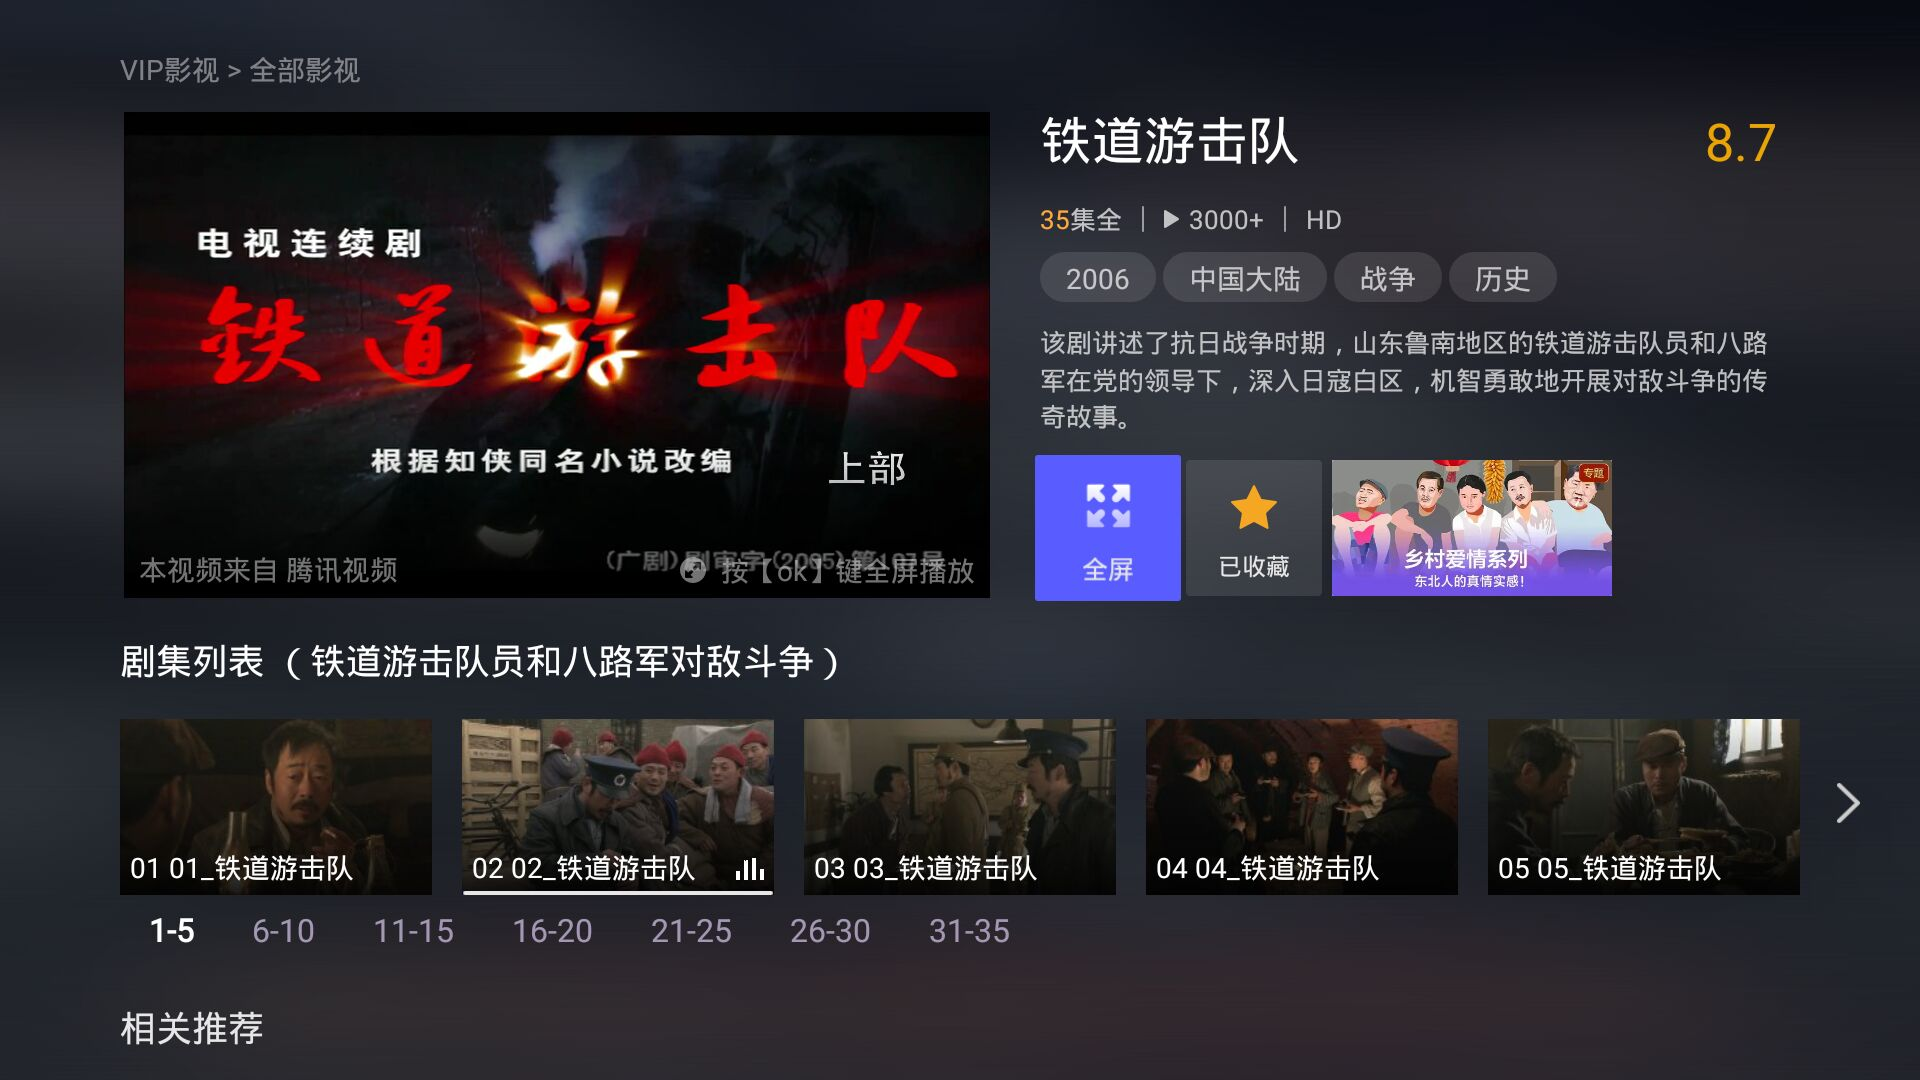 VIP影视 > 全部影视
电视连续剧
铁道游击队
根据知侠同名小说改编
上部
(广剧)剧审字(2005)第107号
本视频来自 腾讯视频
按【ok】键全屏播放
铁道游击队
8.7
35集全 | 3000+ | HD
2006 中国大陆 战争 历史
该剧讲述了抗日战争时期，山东鲁南地区的铁道游击队员和八路
军在党的领导下，深入日寇白区，机智勇敢地开展对敌斗争的传
奇故事。
全屏
已收藏
专题
乡村爱情系列
东北人的真情实感！
剧集列表（铁道游击队员和八路军对敌斗争）
01 01_铁道游击队
02 02_铁道游击队
03 03_铁道游击队
04 04_铁道游击队
05 05_铁道游击队
1-5 6-10 11-15 16-20 21-25 26-30 31-35
相关推荐